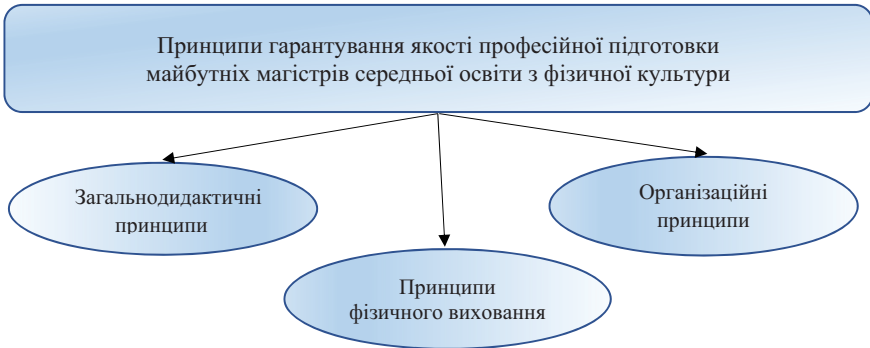 Принципи гарантування якості професійної підготовки
майбутніх магістрів середньої освіти з фізичної культури
Загальнодидактичні
принципи
Організаційні
принципи
Принципи
фізичного виховання